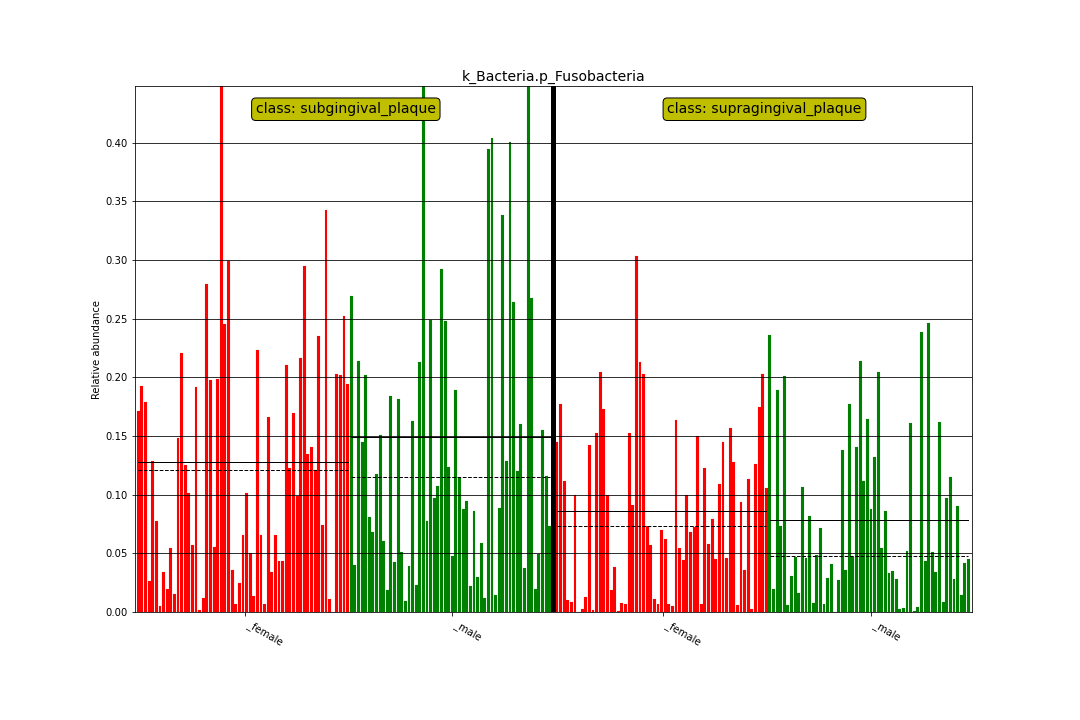 k_Bacteria.p_Fusobacteria
class: subgingival_plaque
class: supragingival_plaque
0.40
0.35
0.30
0.25
0.20
0.15
0.10
0.05
0.00
Relative abundance
_female
_male
_female
_male